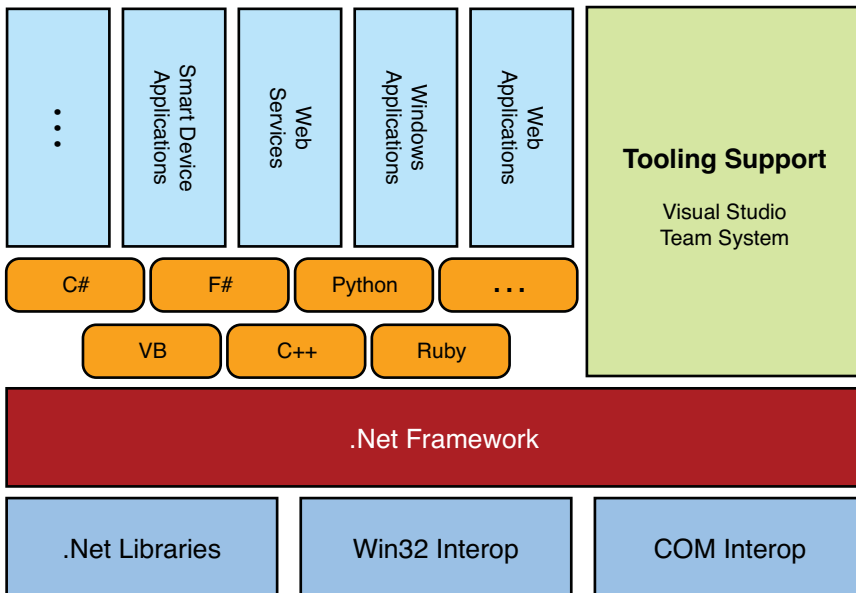 ...
Smart Device
Applications
Web
Services
Windows
Applications
Web
Applications
Tooling Support
Visual Studio
Team System
C#
F#
Python
...
VB
C++
Ruby
.Net Framework
.Net Libraries
Win32 Interop
COM Interop